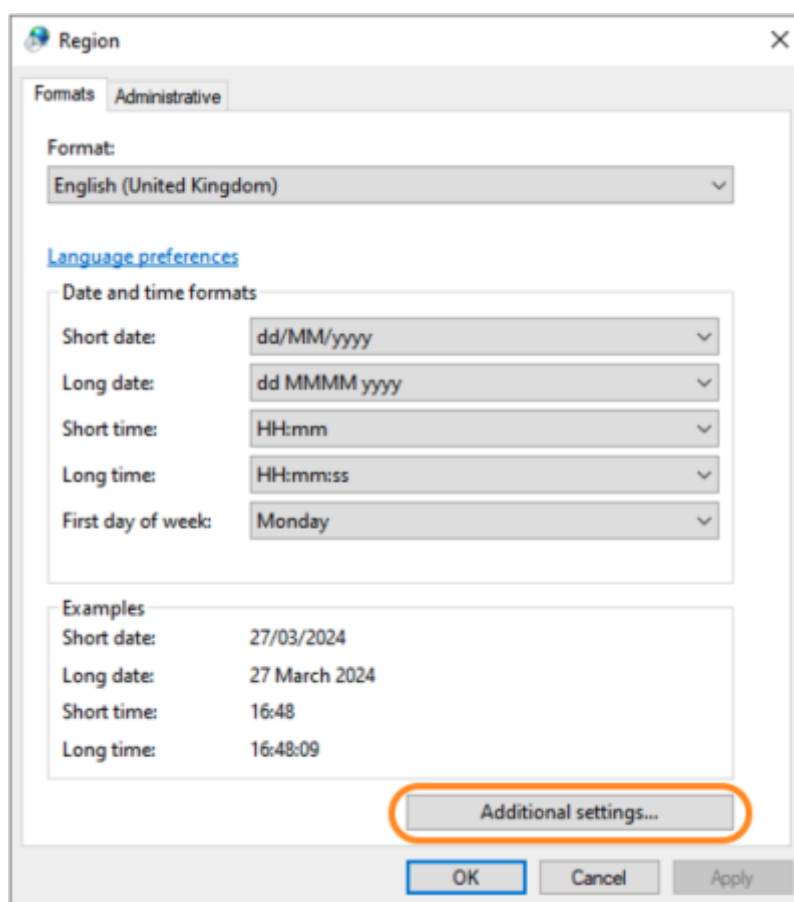 Region
Formats Administrative
Format:
English (United Kingdom)
Language preferences
Date and time formats
Short date: dd/MM/yyyy
Long date: dd MMMM yyyy
Short time: HH:mm
Long time: HH:mm:ss
First day of week: Monday
Examples
Short date: 27/03/2024
Long date: 27 March 2024
Short time: 16:48
Long time: 16:48:09
Additional settings...
OK Cancel Apply